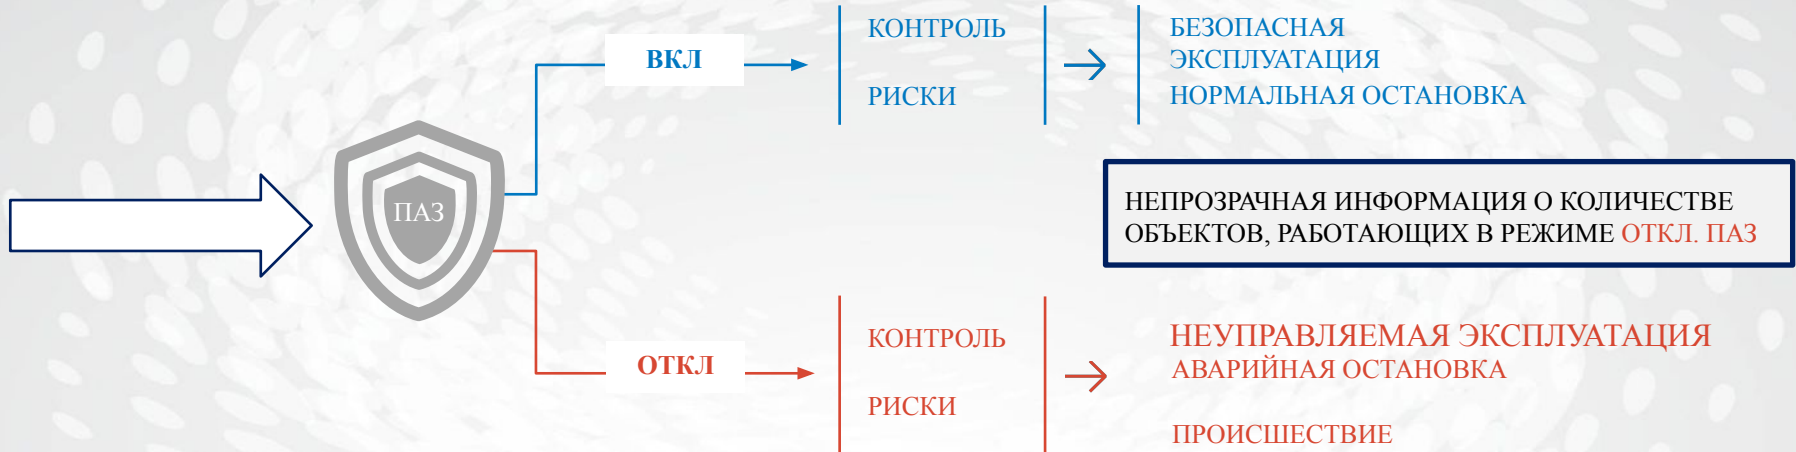 ПАЗ
ВКЛ
КОНТРОЛЬ
РИСКИ
БЕЗОПАСНАЯ
ЭКСПЛУАТАЦИЯ
НОРМАЛЬНАЯ ОСТАНОВКА
НЕПРОЗРАЧНАЯ ИНФОРМАЦИЯ О КОЛИЧЕСТВЕ
ОБЪЕКТОВ, РАБОТАЮЩИХ В РЕЖИМЕ ОТКЛ. ПАЗ
ОТКЛ
КОНТРОЛЬ
РИСКИ
НЕУПРАВЛЯЕМАЯ ЭКСПЛУАТАЦИЯ
АВАРИЙНАЯ ОСТАНОВКА
ПРОИСШЕСТВИЕ